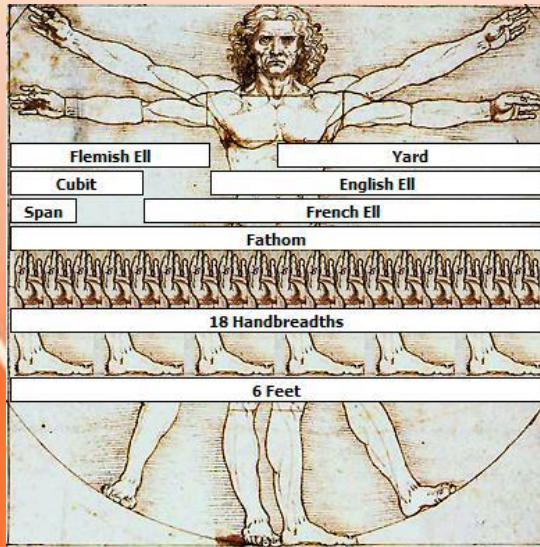 Flemish Ell Yard
Cubit English Ell
Span French Ell
Fathom
18 Handbreadths
6 Feet